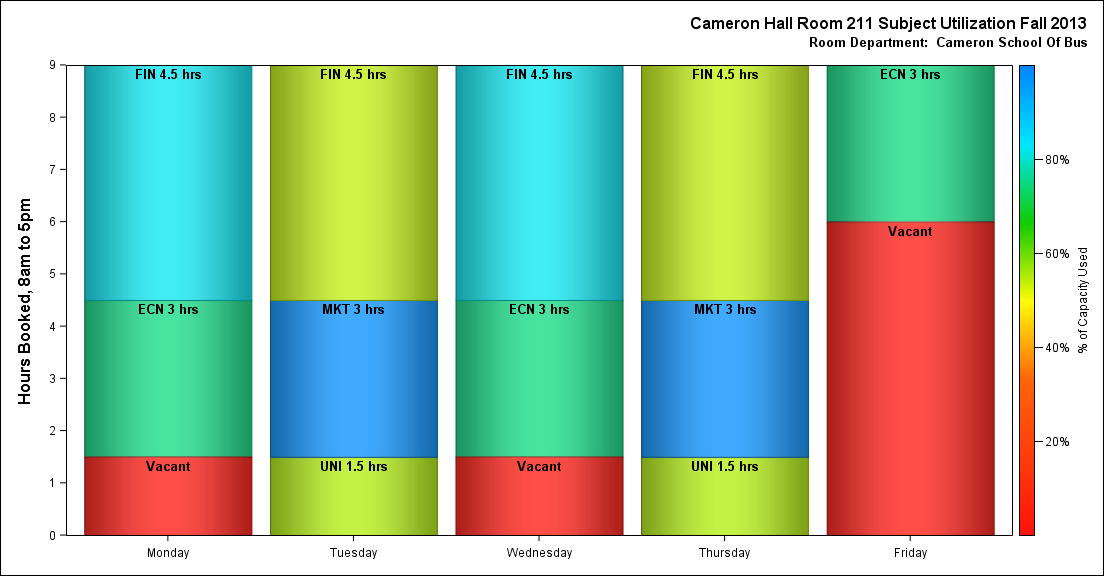 Cameron Hall Room 211 Subject Utilization Fall 2013
Room Department:  Cameron School Of Bus
Hours Booked, 8am to 5pm
9
8
7
6
5
4
3
2
1
0
FIN 4.5 hrs
ECN 3 hrs
Vacant
FIN 4.5 hrs
MKT 3 hrs
UNI 1.5 hrs
FIN 4.5 hrs
ECN 3 hrs
Vacant
FIN 4.5 hrs
MKT 3 hrs
UNI 1.5 hrs
ECN 3 hrs
Vacant
Monday
Tuesday
Wednesday
Thursday
Friday
80%
60%
40%
20%
% of Capacity Used